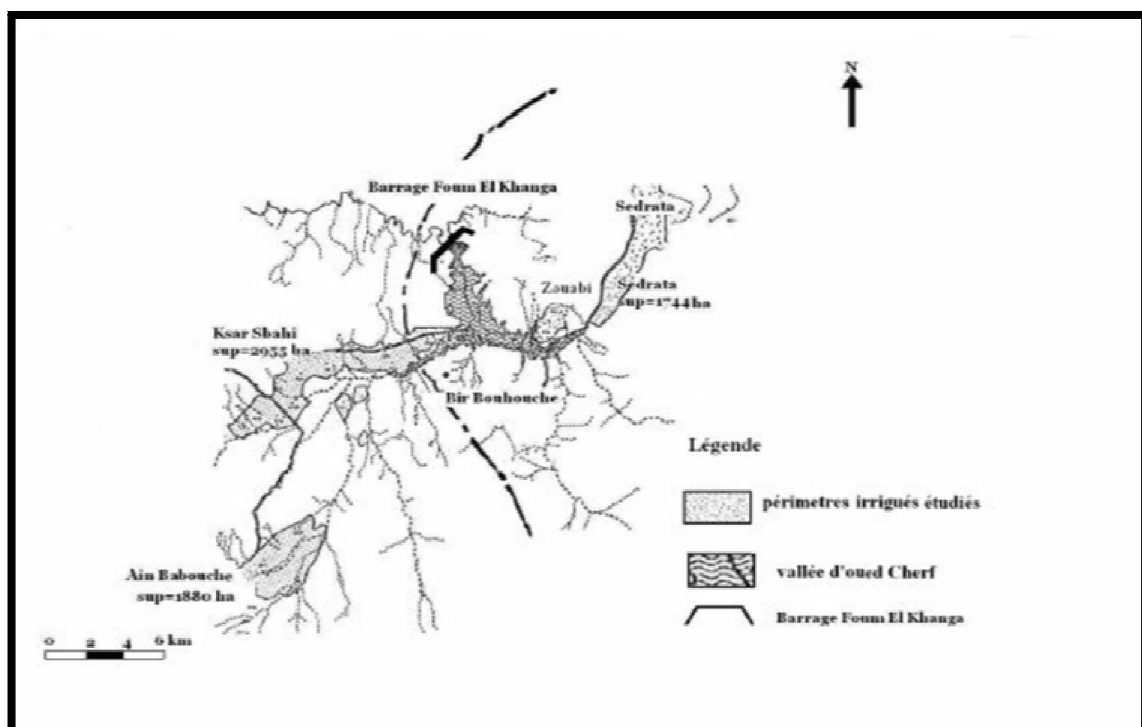 N
Barrage Foum El Khanga
Sedrata
Zouabi
Sedrata
sup=1744ha
Ksar Sbahi
sup=2955 ha
Bir Bouhouche
Légende
périmetres irrigués étudiés
vallée d'oued Cherf
Barrage Foum El Khanga
Ain Babouche
sup=1880 ha
0 2 4 6 km